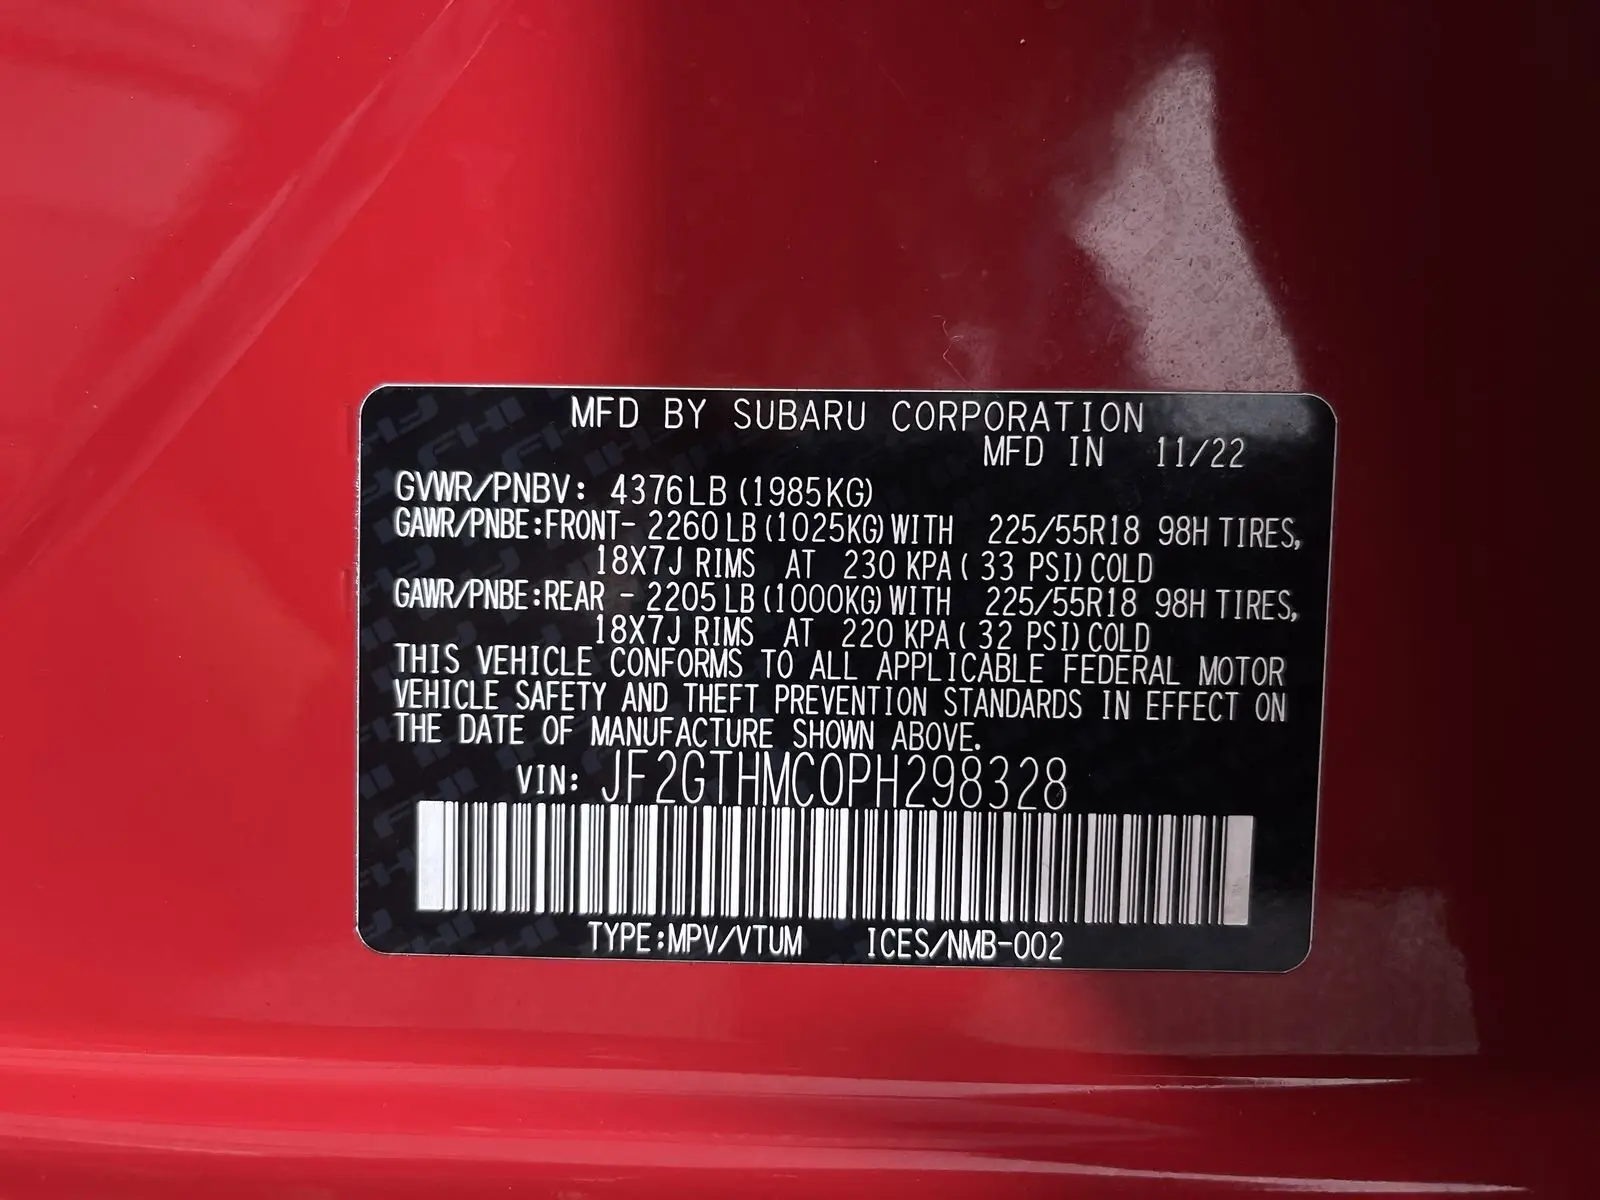 MFD BY SUBARU CORPORATION
MFD IN 11/22
GVWR/PNBV: 4376LB (1985KG)
GAWR/PNBE:FRONT- 2260LB (1025KG) WITH 225/55R18 98H TIRES,
18X7J RIMS AT 230 KPA ( 33 PSI) COLD
GAWR/PNBE:REAR - 2205LB (1000KG) WITH 225/55R18 98H TIRES,
18X7J RIMS AT 220 KPA ( 32 PSI) COLD
THIS VEHICLE CONFORMS TO ALL APPLICABLE FEDERAL MOTOR
VEHICLE SAFETY AND THEFT PREVENTION STANDARDS IN EFFECT ON
THE DATE OF MANUFACTURE SHOWN ABOVE.
VIN: JF2GTHMC0PH298328
TYPE:MPV/VTUM ICES/NMB-002